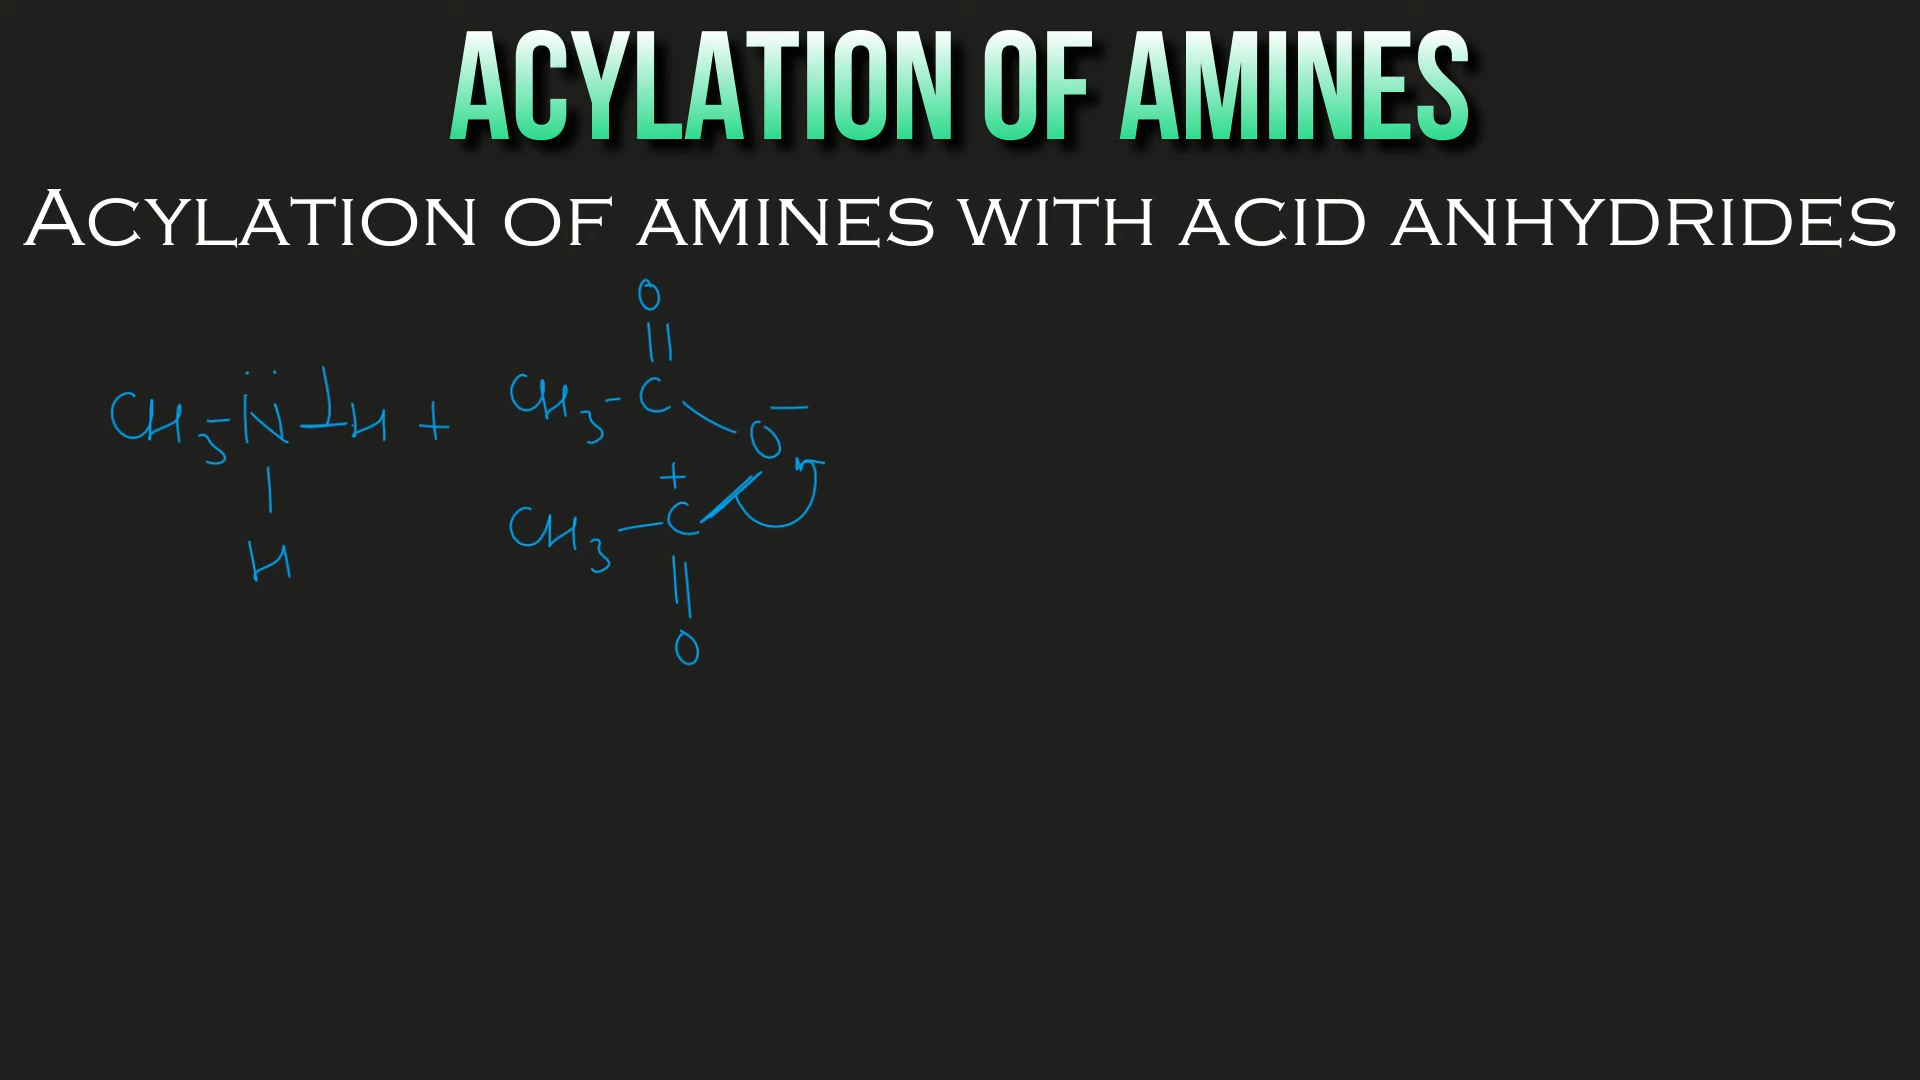 ACYLATION OF AMINES
ACYLATION OF AMINES WITH ACID ANHYDRIDES
O
CH3-N-H + CH3-C
O
+
CH3-C
H
O